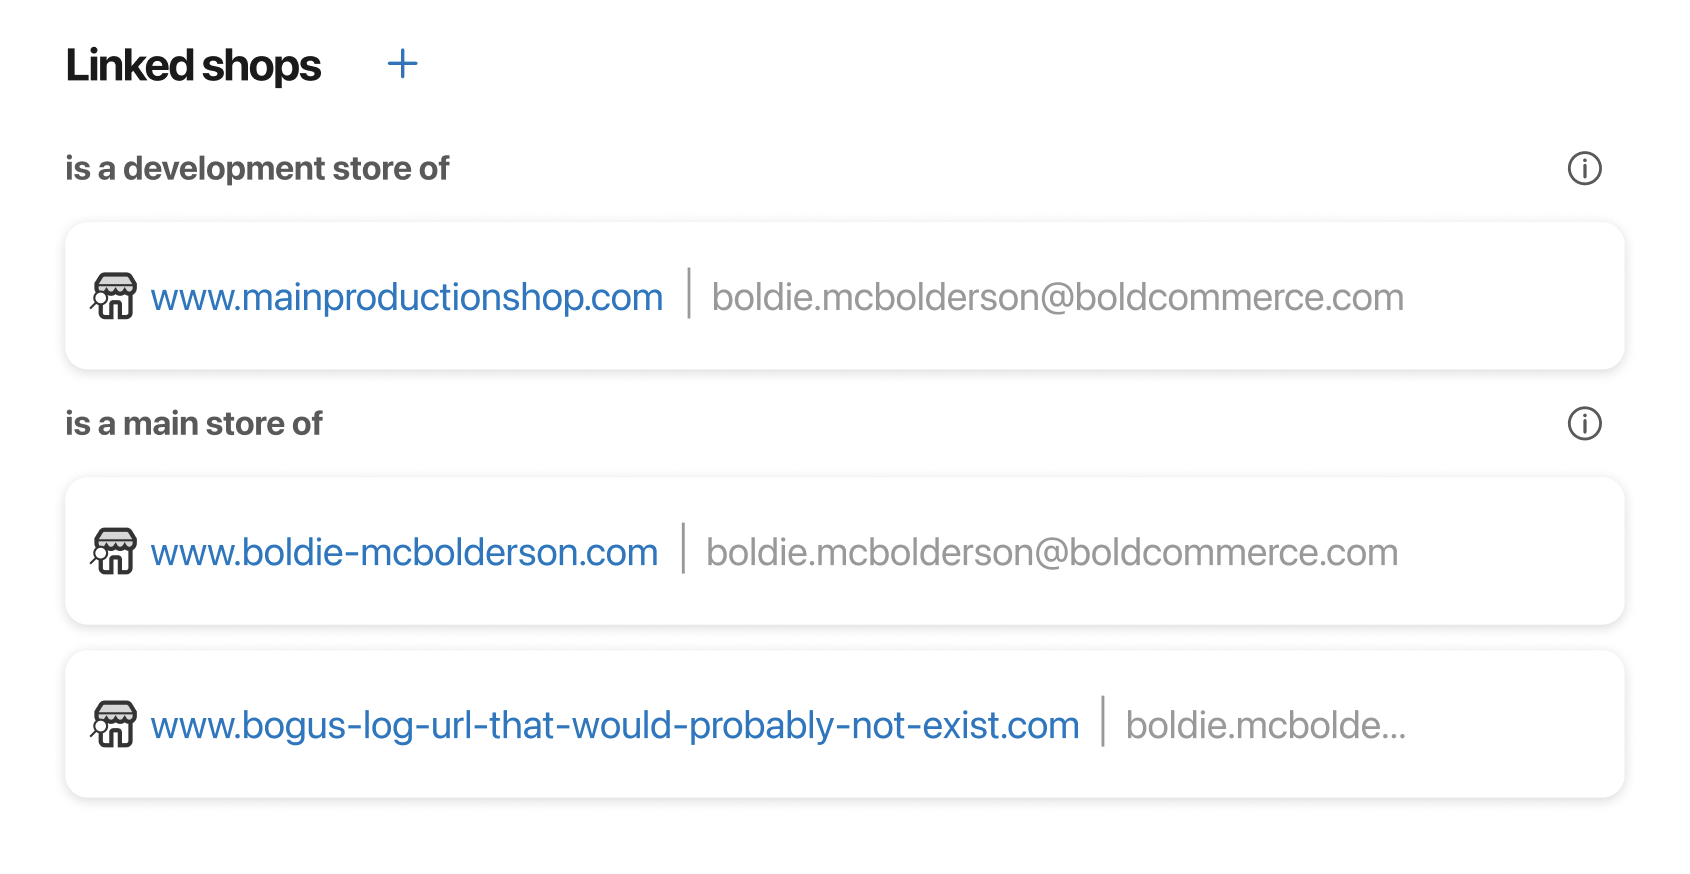 Linked shops +
is a development store of
www.mainproductionshop.com | boldie.mcbolderson@boldcommerce.com
is a main store of
www.boldie-mcbolderson.com | boldie.mcbolderson@boldcommerce.com
www.bogus-log-url-that-would-probably-not-exist.com | boldie.mcbolde...